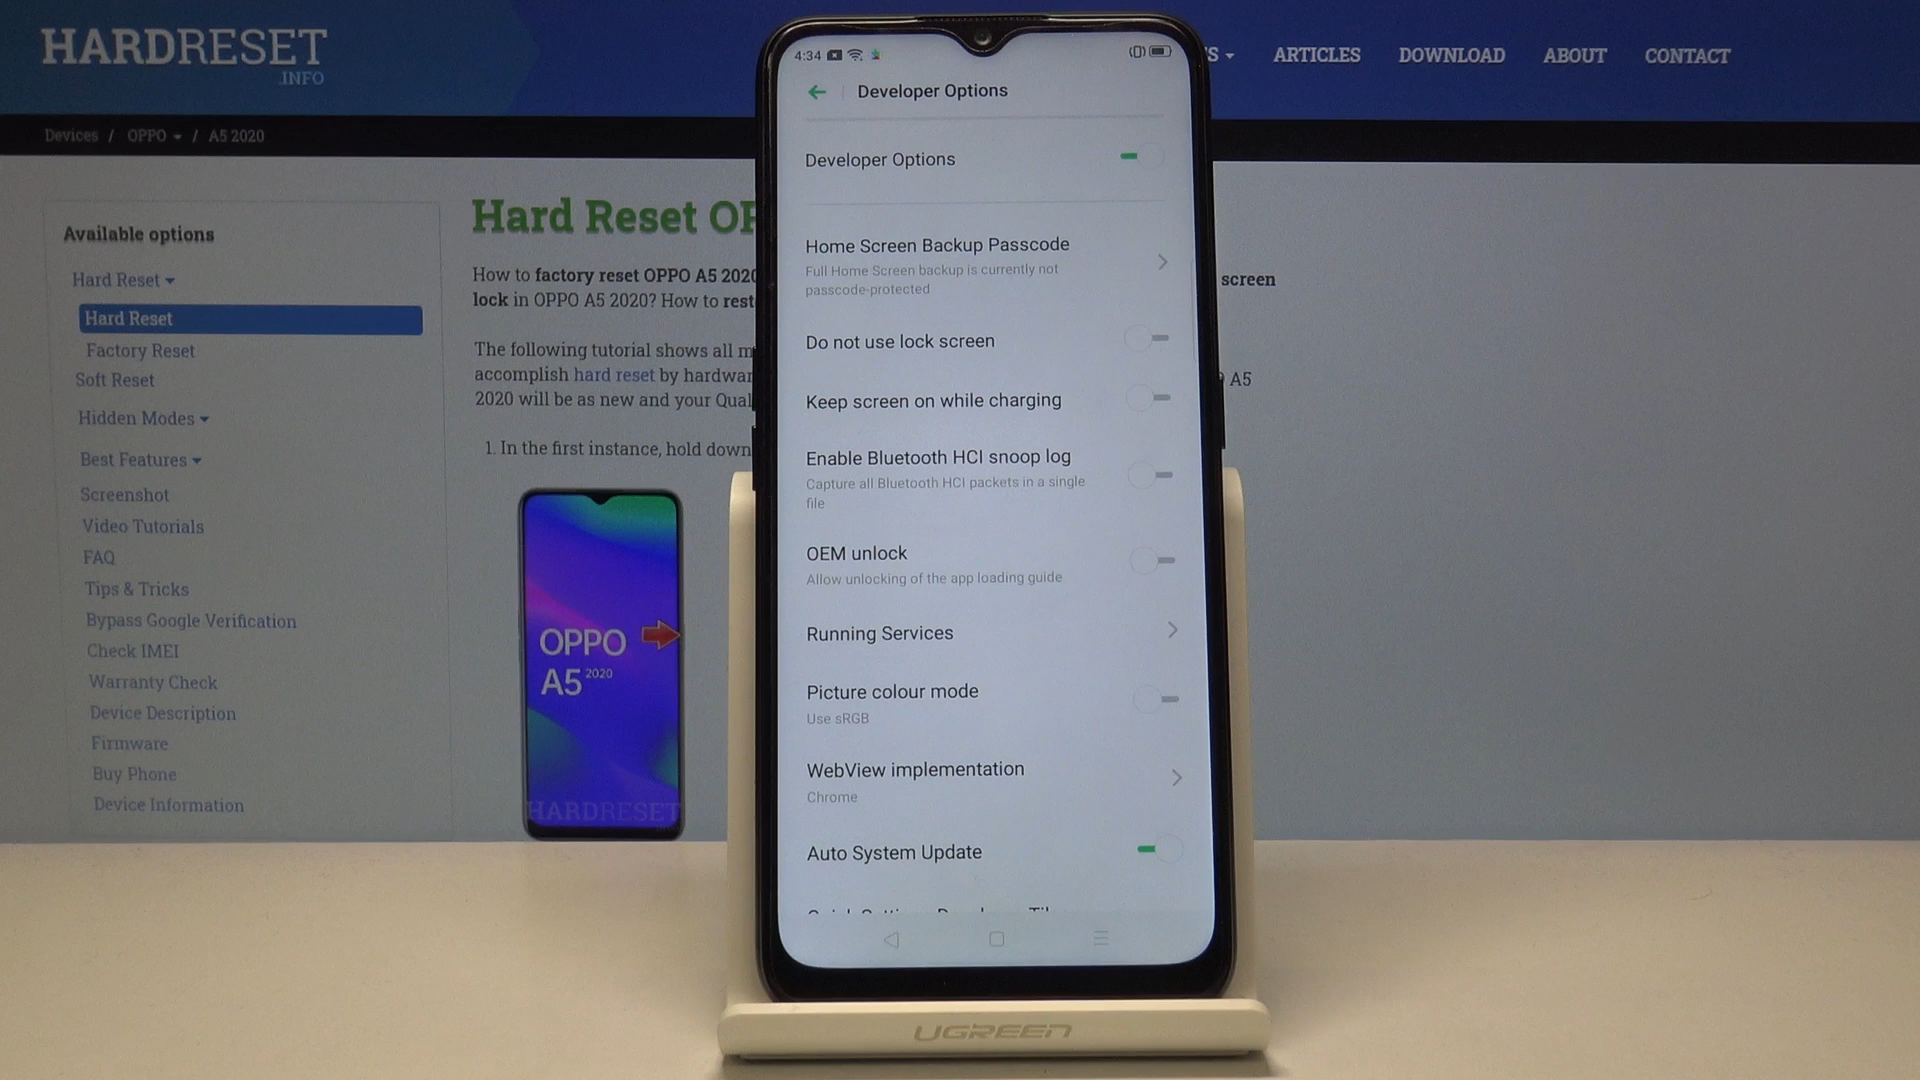 HARDRESET
.INFO
S
ARTICLES
DOWNLOAD
ABOUT
CONTACT
Devices / OPPO / A5 2020
Available options
Hard Reset
Hard Reset
Factory Reset
Soft Reset
Hidden Modes
Best Features
Screenshot
Video Tutorials
FAQ
Tips & Tricks
Bypass Google Verification
Check IMEI
Warranty Check
Device Description
Firmware
Buy Phone
Device Information
Hard Reset OP
How to factory reset OPPO A5 2020
screen
lock in OPPO A5 2020? How to rest
The following tutorial shows all m
A5
accomplish hard reset by hardwar
2020 will be as new and your Qual
1. In the first instance, hold down
OPPO
A5 2020
HARDRESET
4:34
Developer Options
Developer Options
Home Screen Backup Passcode
Full Home Screen backup is currently not
passcode-protected
Do not use lock screen
Keep screen on while charging
Enable Bluetooth HCI snoop log
Capture all Bluetooth HCI packets in a single
file
OEM unlock
Allow unlocking of the app loading guide
Running Services
Picture colour mode
Use sRGB
WebView implementation
Chrome
Auto System Update
UGREEN